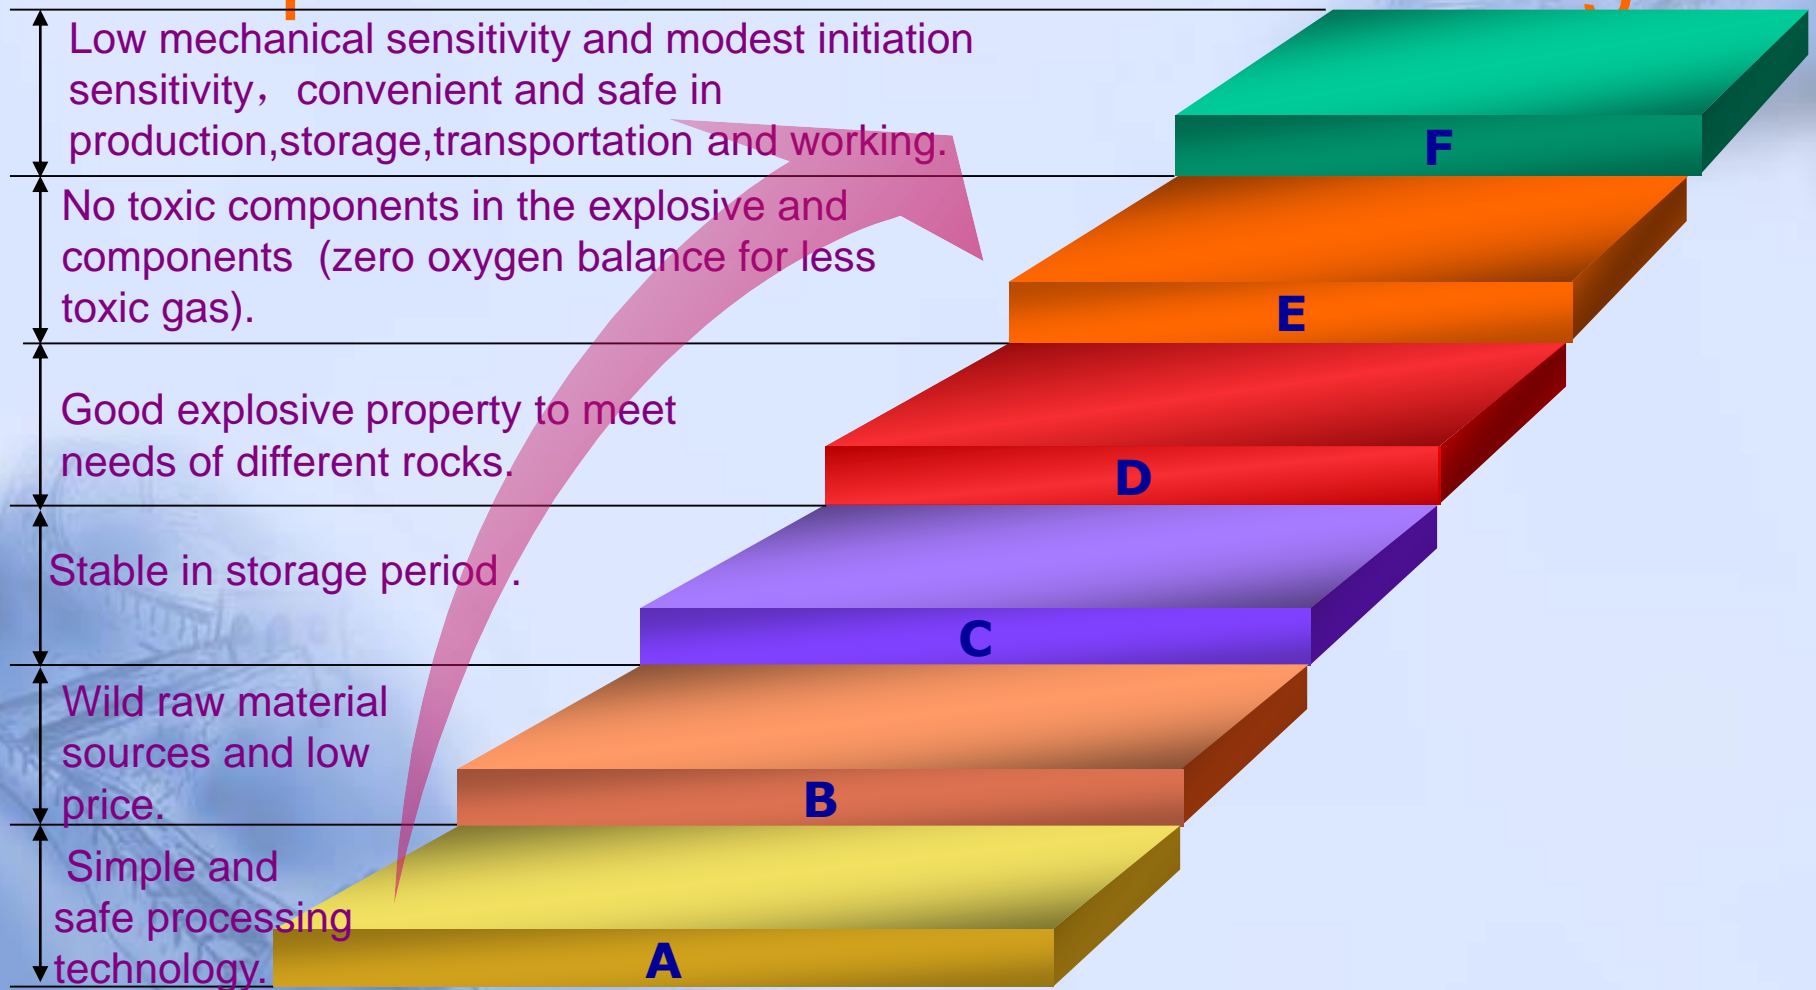 Low mechanical sensitivity and modest initiation
sensitivity，convenient and safe in
production,storage,transportation and working.
F
No toxic components in the explosive and
components (zero oxygen balance for less
toxic gas).
E
Good explosive property to meet
needs of different rocks.
D
Stable in storage period .
C
Wild raw material
sources and low
price.
B
Simple and
safe processing
technology.
A